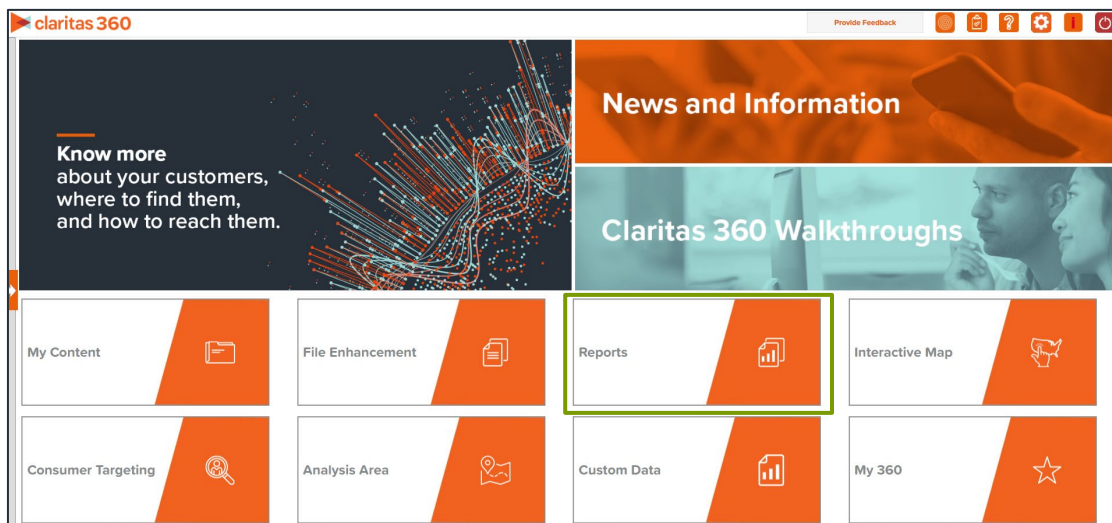 claritas 360
Provide Feedback
?
i
Know more
about your customers,
where to find them,
and how to reach them.
News and Information
Claritas 360 Walkthroughs
My Content
File Enhancement
Reports
Interactive Map
Consumer Targeting
Analysis Area
Custom Data
My 360